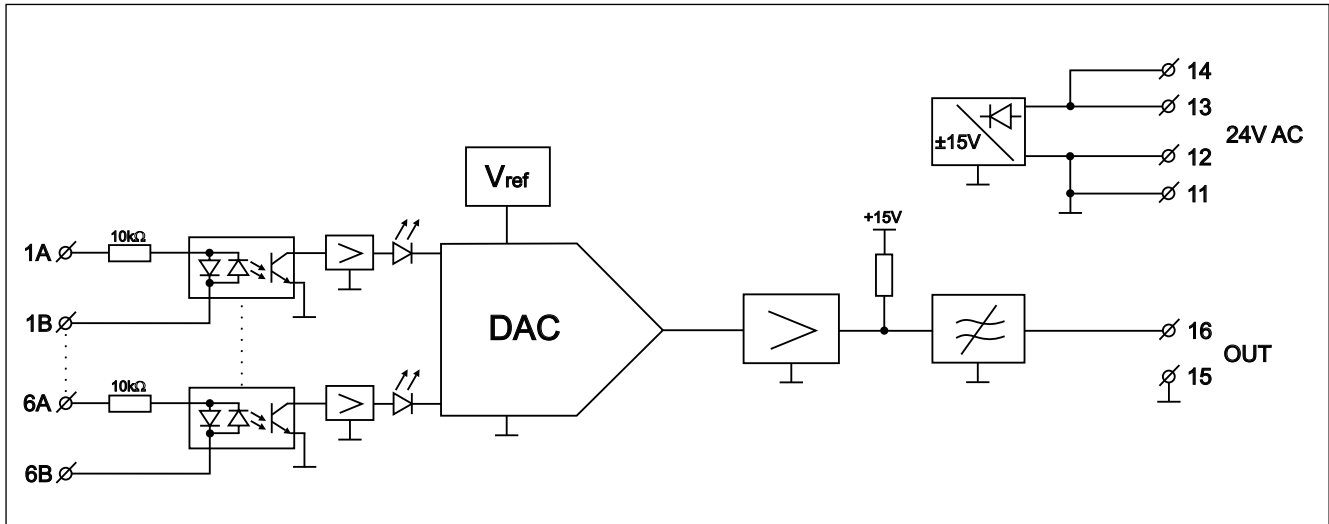 14
13
±15V
24V AC
12
Vref
11
+15V
10kΩ
1A
1B
DAC
16
OUT
15
10kΩ
6A
6B